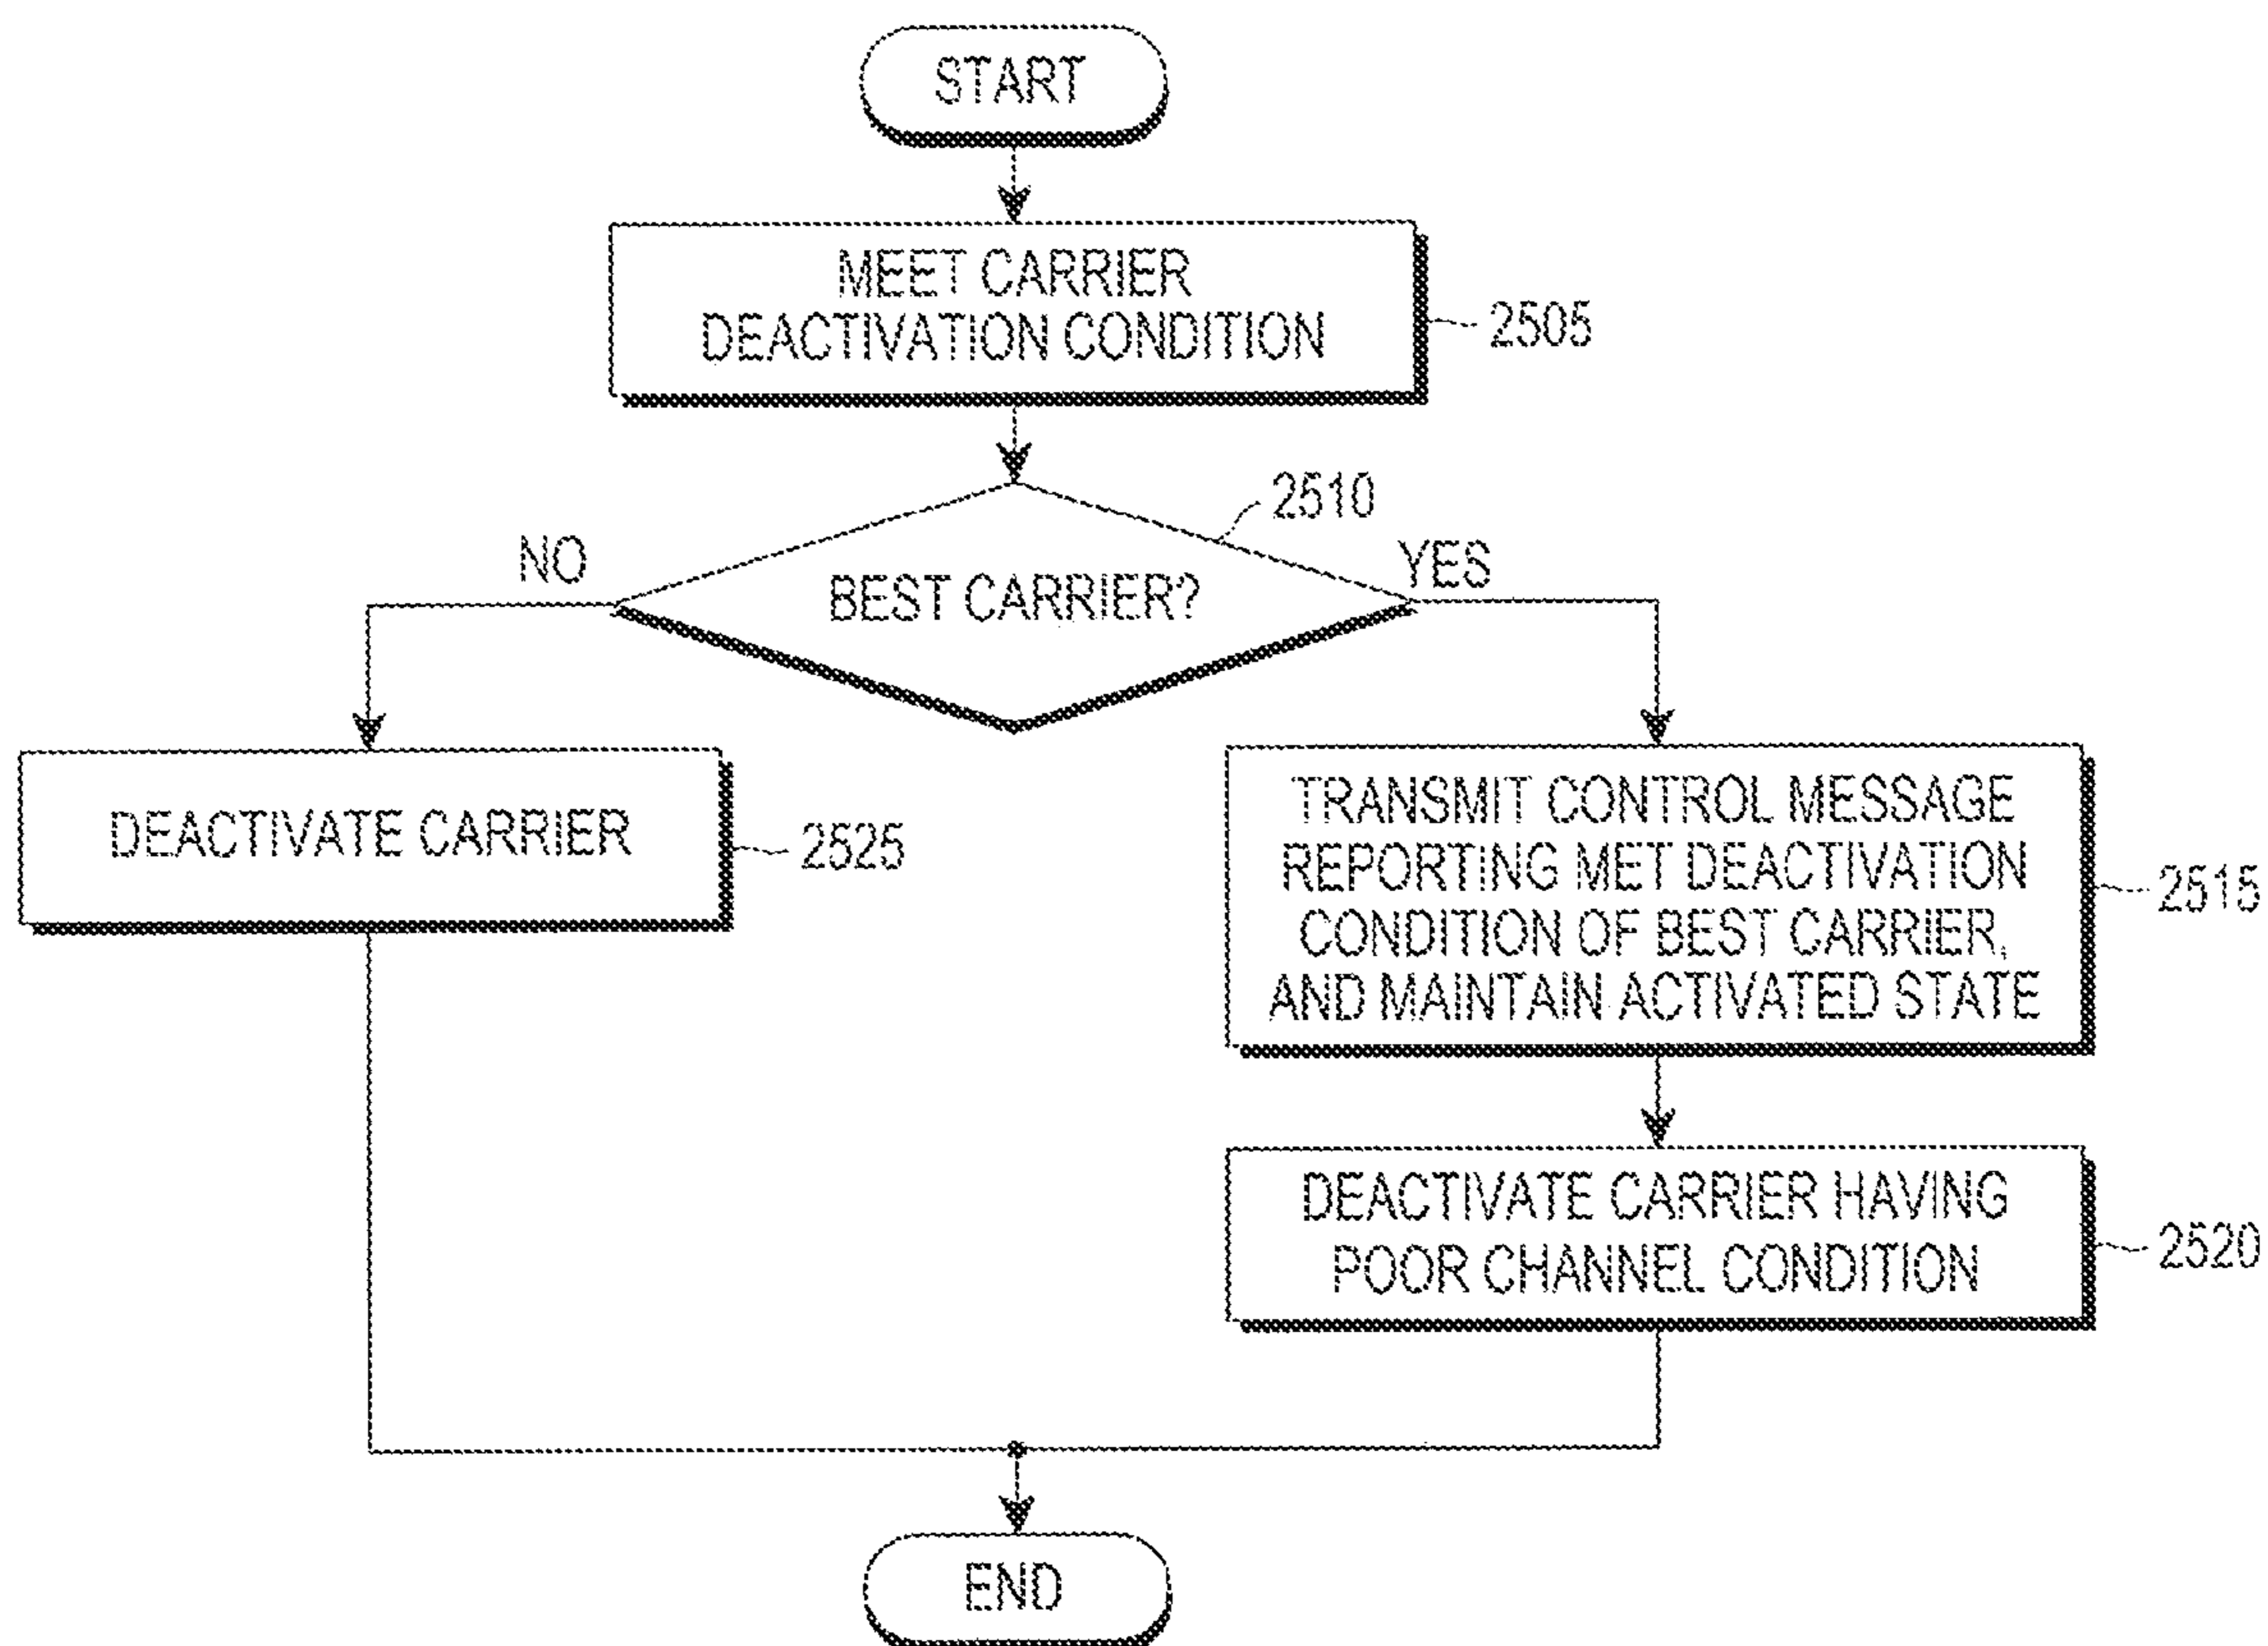 START
MEET CARRIER
DEACTIVATION CONDITION
2505
2510
NO
BEST CARRIER?
YES
DEACTIVATE CARRIER
2525
TRANSMIT CONTROL MESSAGE
REPORTING MET DEACTIVATION
CONDITION OF BEST CARRIER,
AND MAINTAIN ACTIVATED STATE
2515
DEACTIVATE CARRIER HAVING
POOR CHANNEL CONDITION
2520
END